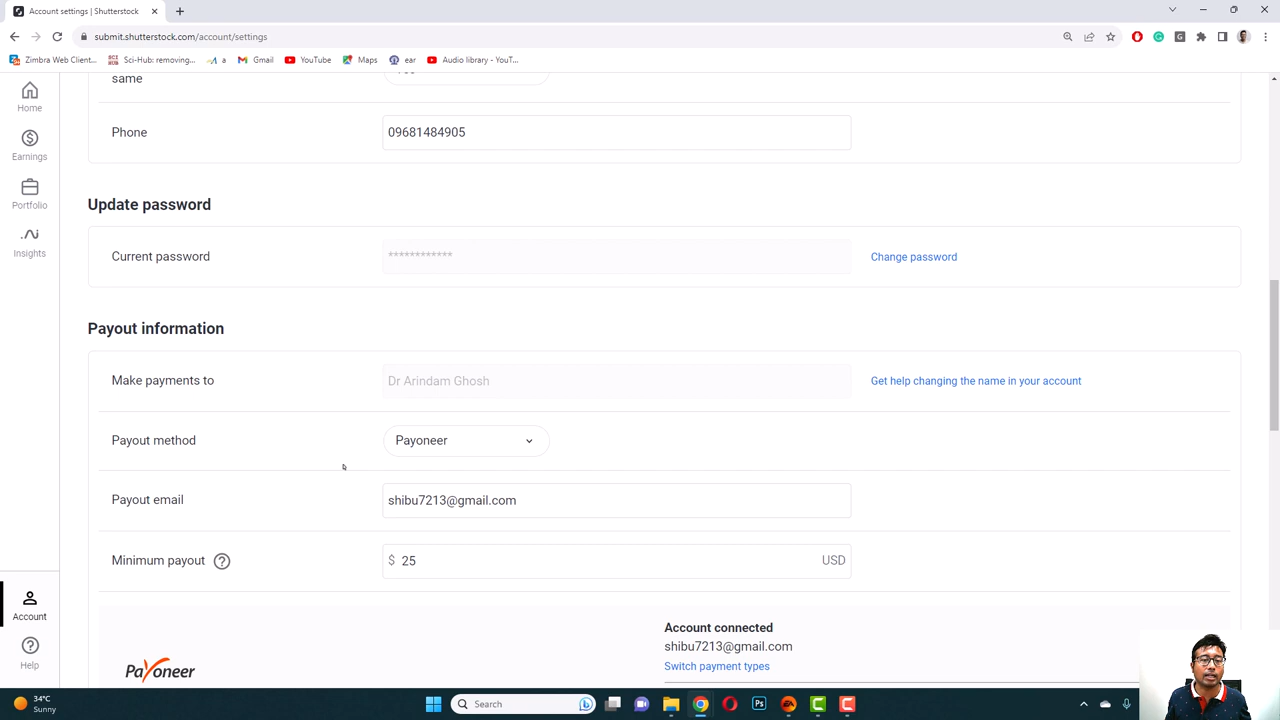 Account settings | Shutterstock
submit.shutterstock.com/account/settings
Zimbra Web Client...
Sci-Hub: removing...
a
Gmail
YouTube
Maps
ear
Audio library - YouT...
Home
Earnings
Portfolio
Insights
Account
Help
same
Phone
09681484905
Update password
Current password
************
Change password
Payout information
Make payments to
Dr Arindam Ghosh
Get help changing the name in your account
Payout method
Payoneer
Payout email
shibu7213@gmail.com
Minimum payout ?
$ 25 USD
Payoneer
Account connected
shibu7213@gmail.com
Switch payment types
34°C
Sunny
Search